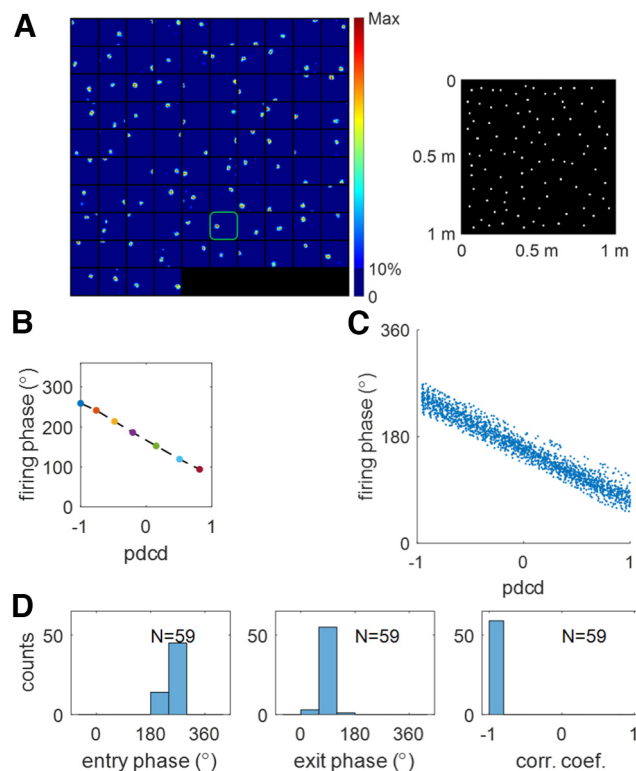 A
Max
10%
0
0
0.5 m
1 m
0
0.5 m
1 m
B
firing phase (°)
300
200
100
0
-1
0
1
pdcd
C
firing phase (°)
360
180
0
-1
0
1
pdcd
D
counts
50
0
N=59
0
180
360
entry phase (°)
50
0
N=59
0
180
360
exit phase (°)
50
0
N=59
-1
0
1
corr. coef.